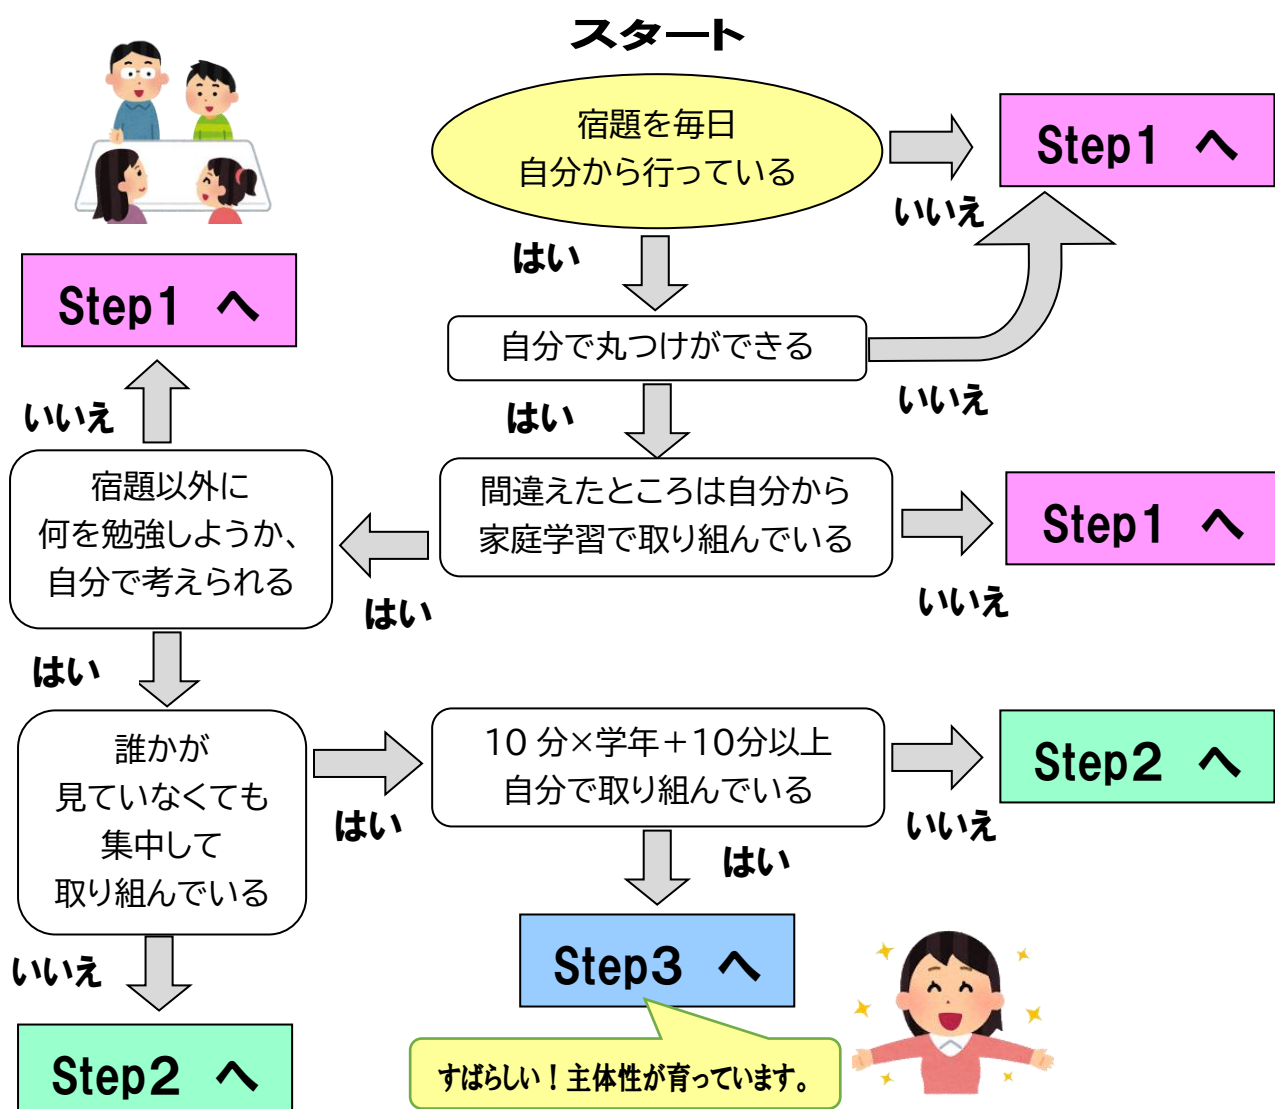 スタート
宿題を毎日
自分から行っている
いいえ
Step1 へ
はい
自分で丸つけができる
いいえ
はい
間違えたところは自分から
家庭学習で取り組んでいる
いいえ
Step1 へ
はい
宿題以外に
何を勉強しようか、
自分で考えられる
いいえ
Step1 へ
はい
誰かが
見ていなくても
集中して
取り組んでいる
いいえ
Step2 へ
はい
10 分×学年+10分以上
自分で取り組んでいる
いいえ
Step2 へ
はい
Step3 へ
すばらしい!主体性が育っています。